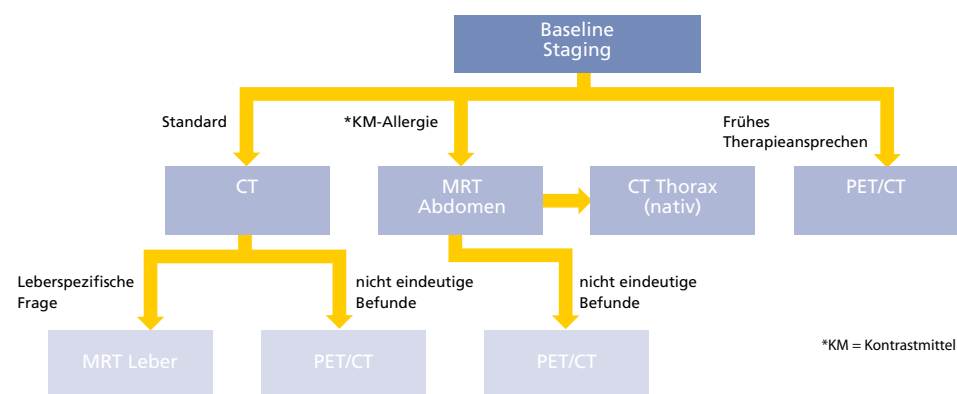 Baseline
Staging
Standard
*KM-Allergie
Frühes
Therapieansprechen
CT
MRT
Abdomen
CT Thorax
(nativ)
PET/CT
Leberspezifische
Frage
nicht eindeutige
Befunde
nicht eindeutige
Befunde
MRT Leber
PET/CT
PET/CT
*KM = Kontrastmittel